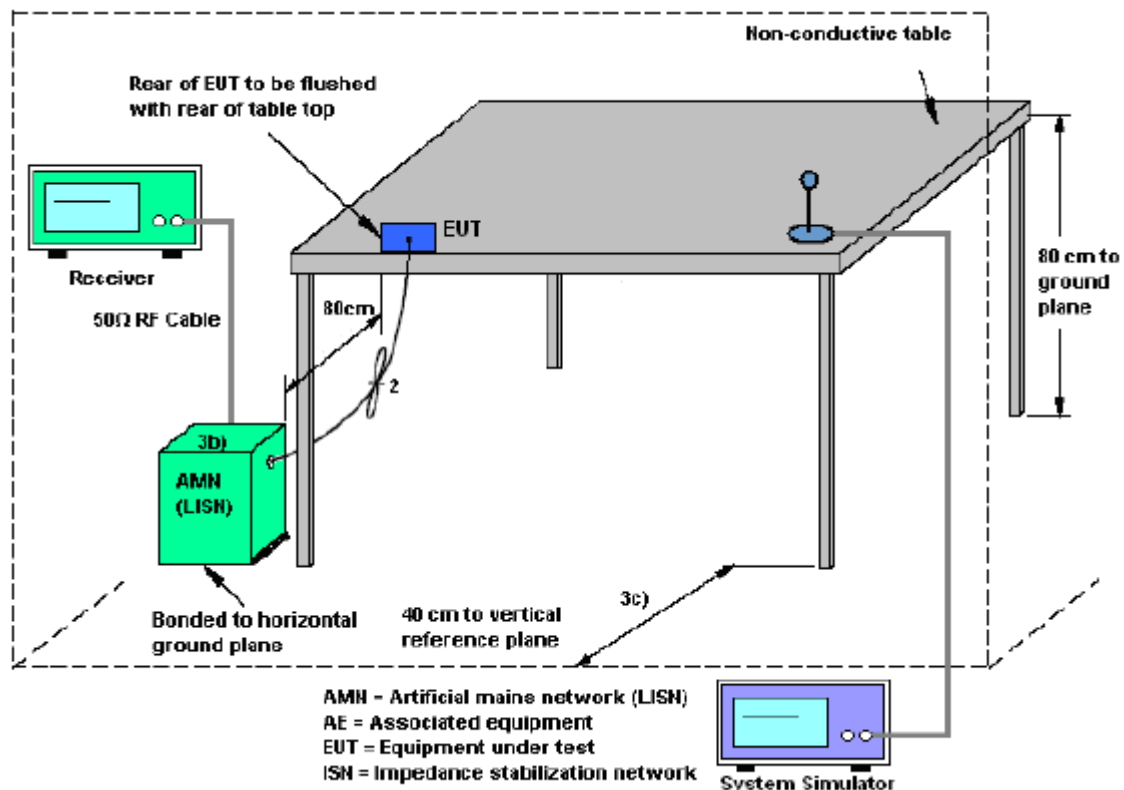 Non-conductive table
Rear of EUT to be flushed
with rear of table top
EUT
Receiver
80 cm to
ground
plane
80cm
50Ω RF Cable
2
3b)
AMN
(LISN)
3c)
Bonded to horizontal
ground plane
40 cm to vertical
reference plane
AMN = Artificial mains network (LISN)
AE = Associated equipment
EUT = Equipment under test
ISN = Impedance stabilization network
System Simulator